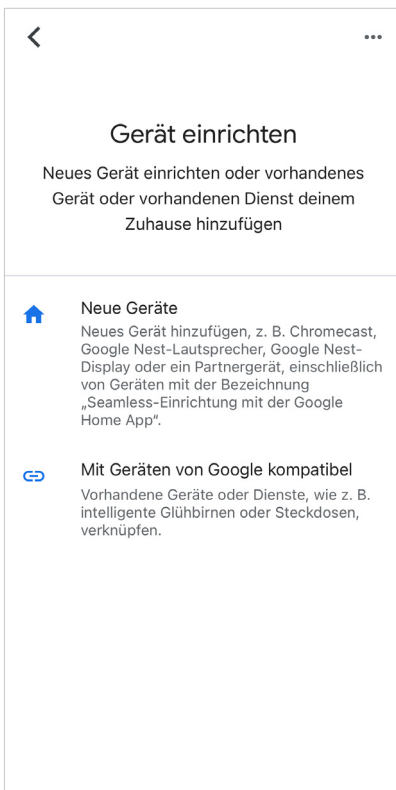 Gerät einrichten
Neues Gerät einrichten oder vorhandenes
Gerät oder vorhandenen Dienst deinem
Zuhause hinzufügen
Neue Geräte
Neues Gerät hinzufügen, z. B. Chromecast,
Google Nest-Lautsprecher, Google Nest-
Display oder ein Partnergerät, einschließlich
von Geräten mit der Bezeichnung
„Seamless-Einrichtung mit der Google
Home App“.
Mit Geräten von Google kompatibel
Vorhandene Geräte oder Dienste, wie z. B.
intelligente Glühbirnen oder Steckdosen,
verknüpfen.